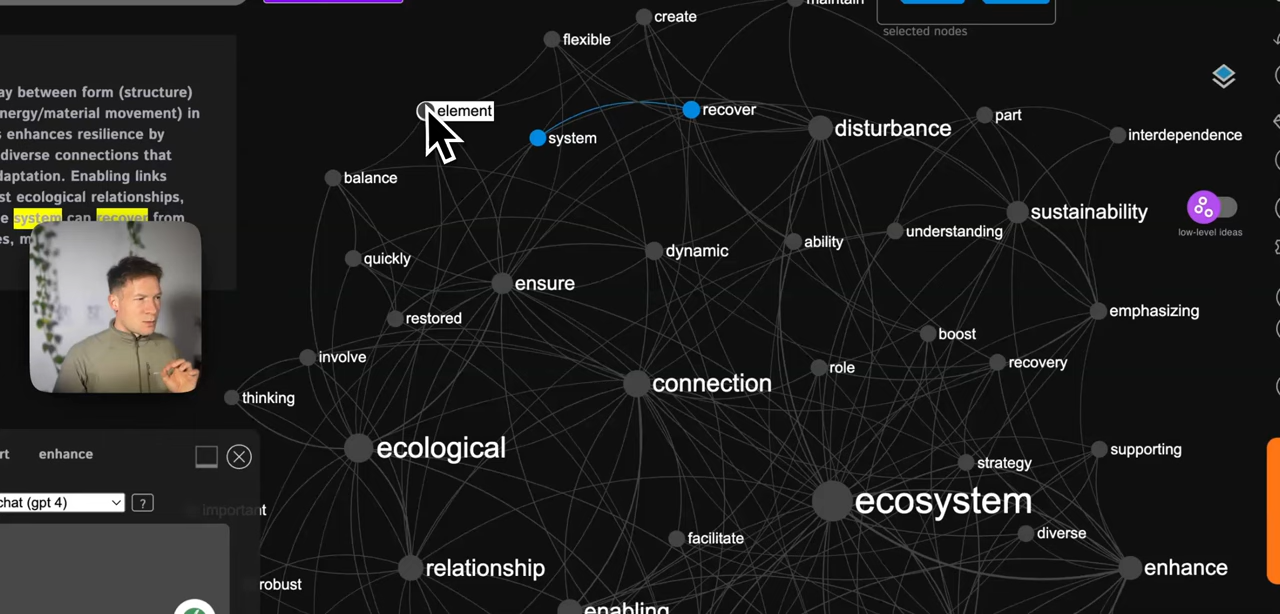 maintain
create
flexible
selected nodes
element
recover
system
disturbance
part
interdependence
balance
sustainability
low-level ideas
understanding
ability
dynamic
quickly
ensure
restored
emphasizing
boost
involve
recovery
role
connection
thinking
ecological
supporting
strategy
ecosystem
important
diverse
facilitate
enhance
relationship
robust
enabling
ay between form (structure)
nergy/material movement) in
s enhances resilience by
diverse connections that
daptation. Enabling links
st ecological relationships,
e system can recover from
es, m
rt enhance
chat (gpt 4) ?